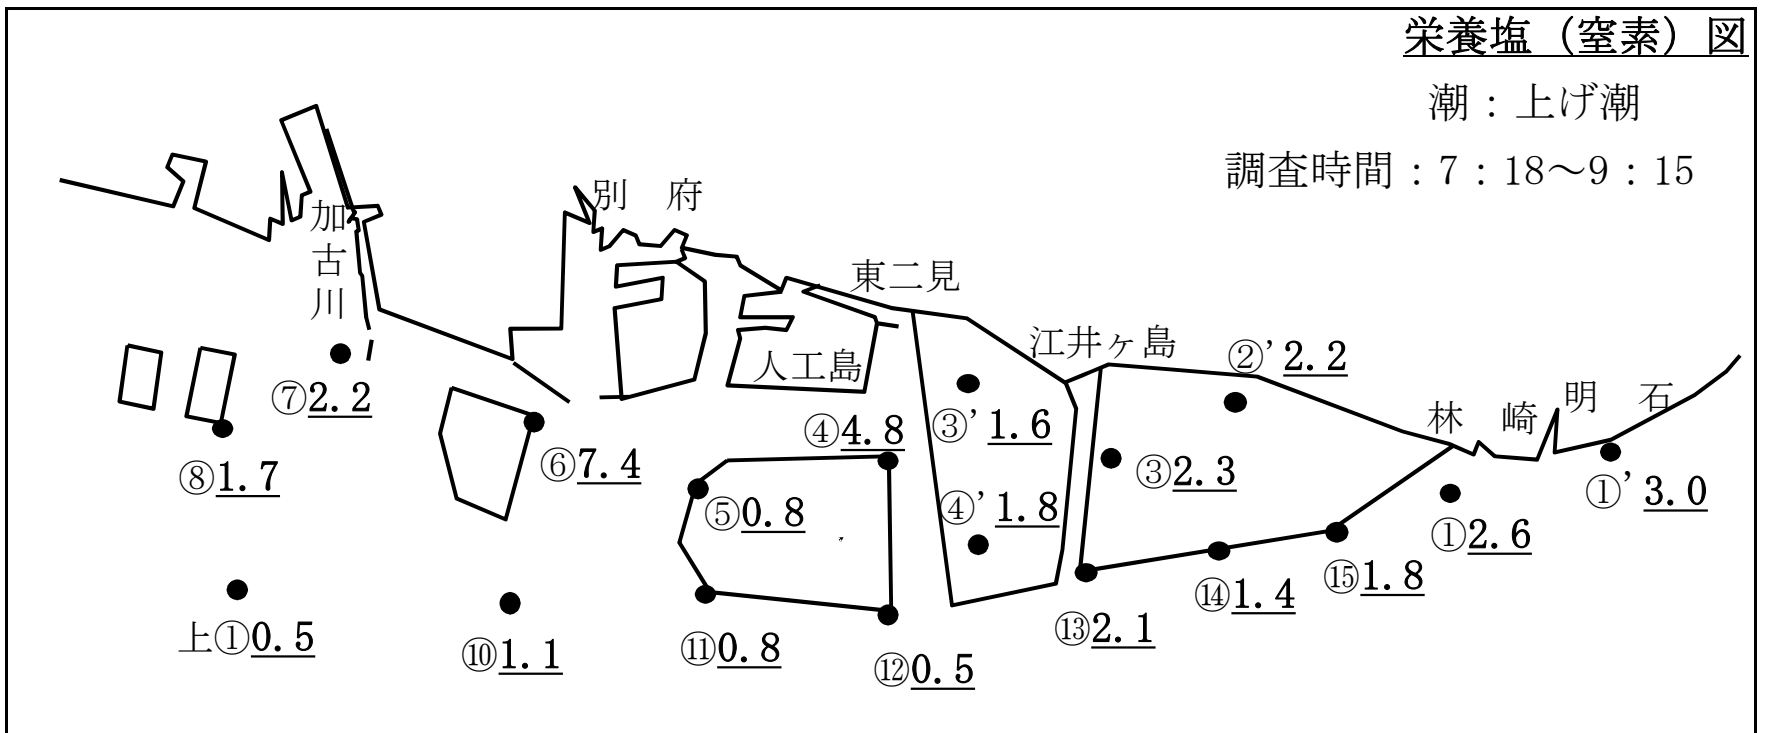 栄養塩（窒素）図
潮：上げ潮
調査時間：7：18～9：15
加古川
別府
東二見
人工島
江井ヶ島
林崎
明石
②' 2.2
⑦2.2
④4.8
③' 1.6
⑧1.7
⑥7.4
③2.3
⑤0.8
④' 1.8
①' 3.0
①2.6
⑮1.8
⑭1.4
上①0.5
⑩1.1
⑪0.8
⑫0.5
⑬2.1